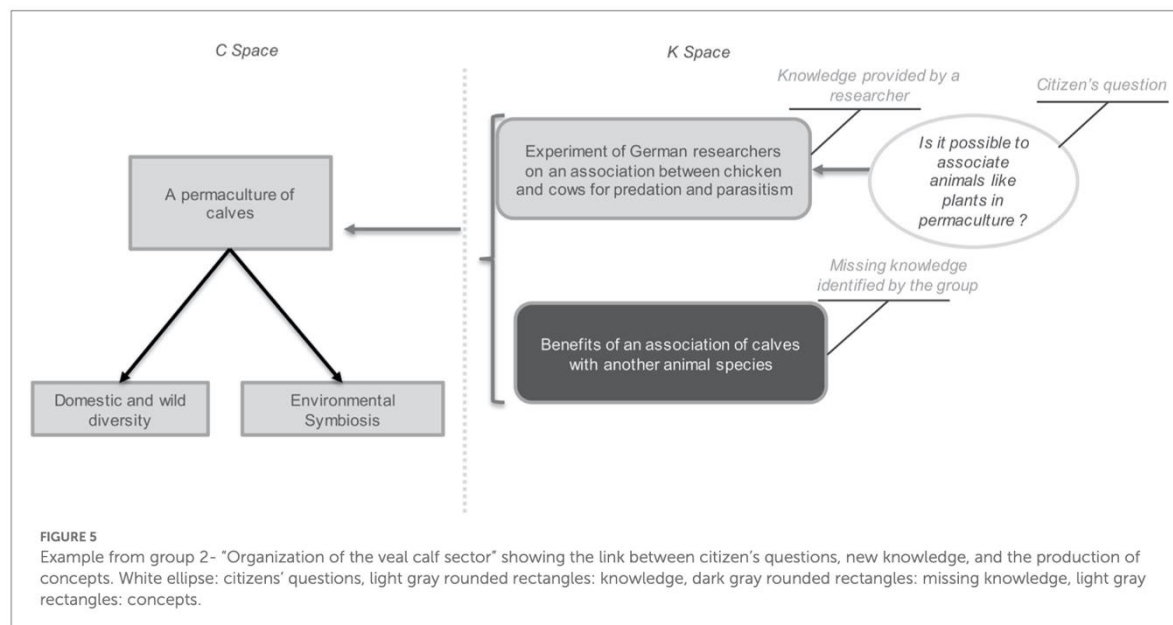 C Space
K Space
Knowledge provided by a
researcher
Citizen's question
Experiment of German researchers
on an association between chicken
and cows for predation and parasitism
Is it possible to
associate
animals like
plants in
permaculture ?
A permaculture of
calves
Missing knowledge
identified by the group
Benefits of an association of calves
with another animal species
Domestic and wild
diversity
Environmental
Symbiosis
FIGURE 5
Example from group 2- “Organization of the veal calf sector” showing the link between citizen’s questions, new knowledge, and the production of
concepts. White ellipse: citizens’ questions, light gray rounded rectangles: knowledge, dark gray rounded rectangles: missing knowledge, light gray
rectangles: concepts.